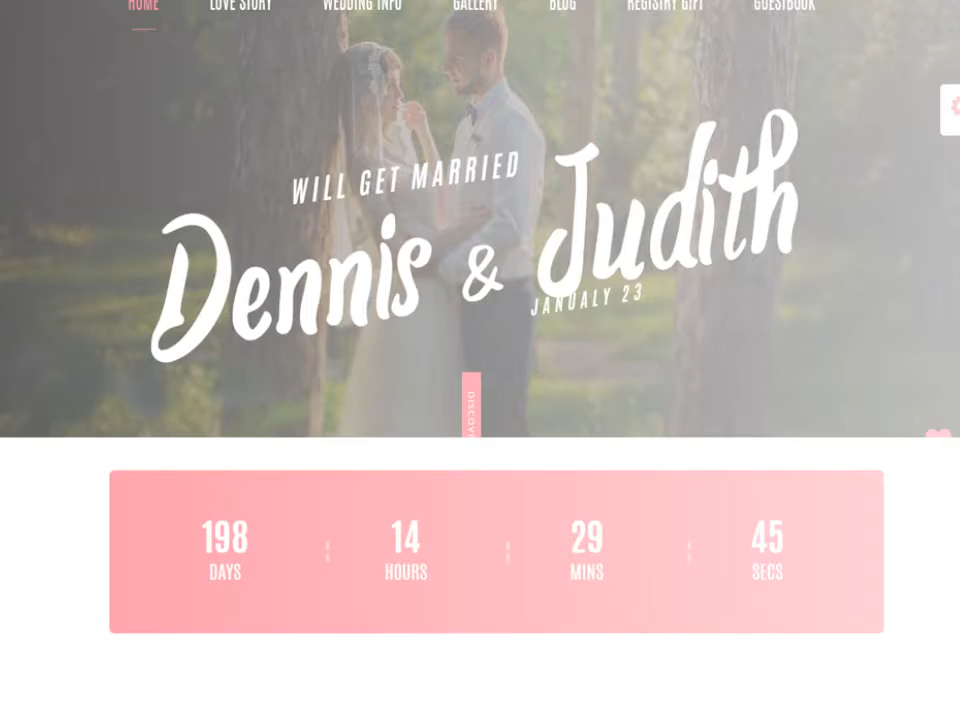 HOME LOVE STORY WEDDING INFO GALLERY BLOG REGISTRY GIFT GUESTBOOK
WILL GET MARRIED
Dennis & Judith
JANUALY 23
198 14 29 45
DAYS HOURS MINS SECS